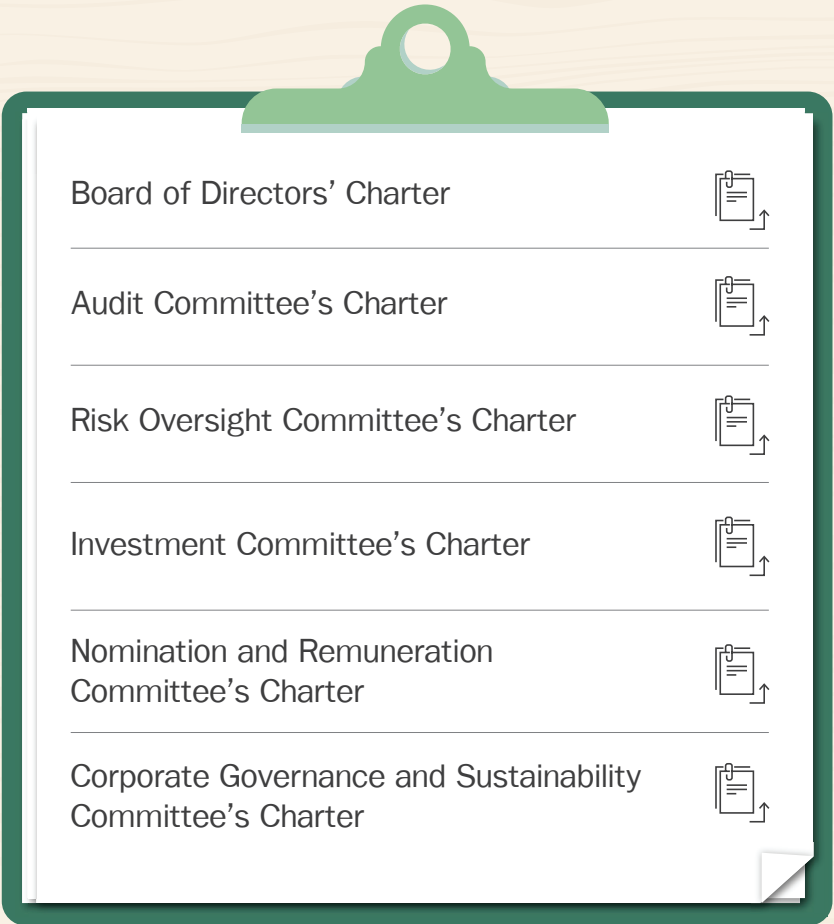 Board of Directors’ Charter
Audit Committee’s Charter
Risk Oversight Committee’s Charter
Investment Committee’s Charter
Nomination and Remuneration
Committee’s Charter
Corporate Governance and Sustainability
Committee’s Charter